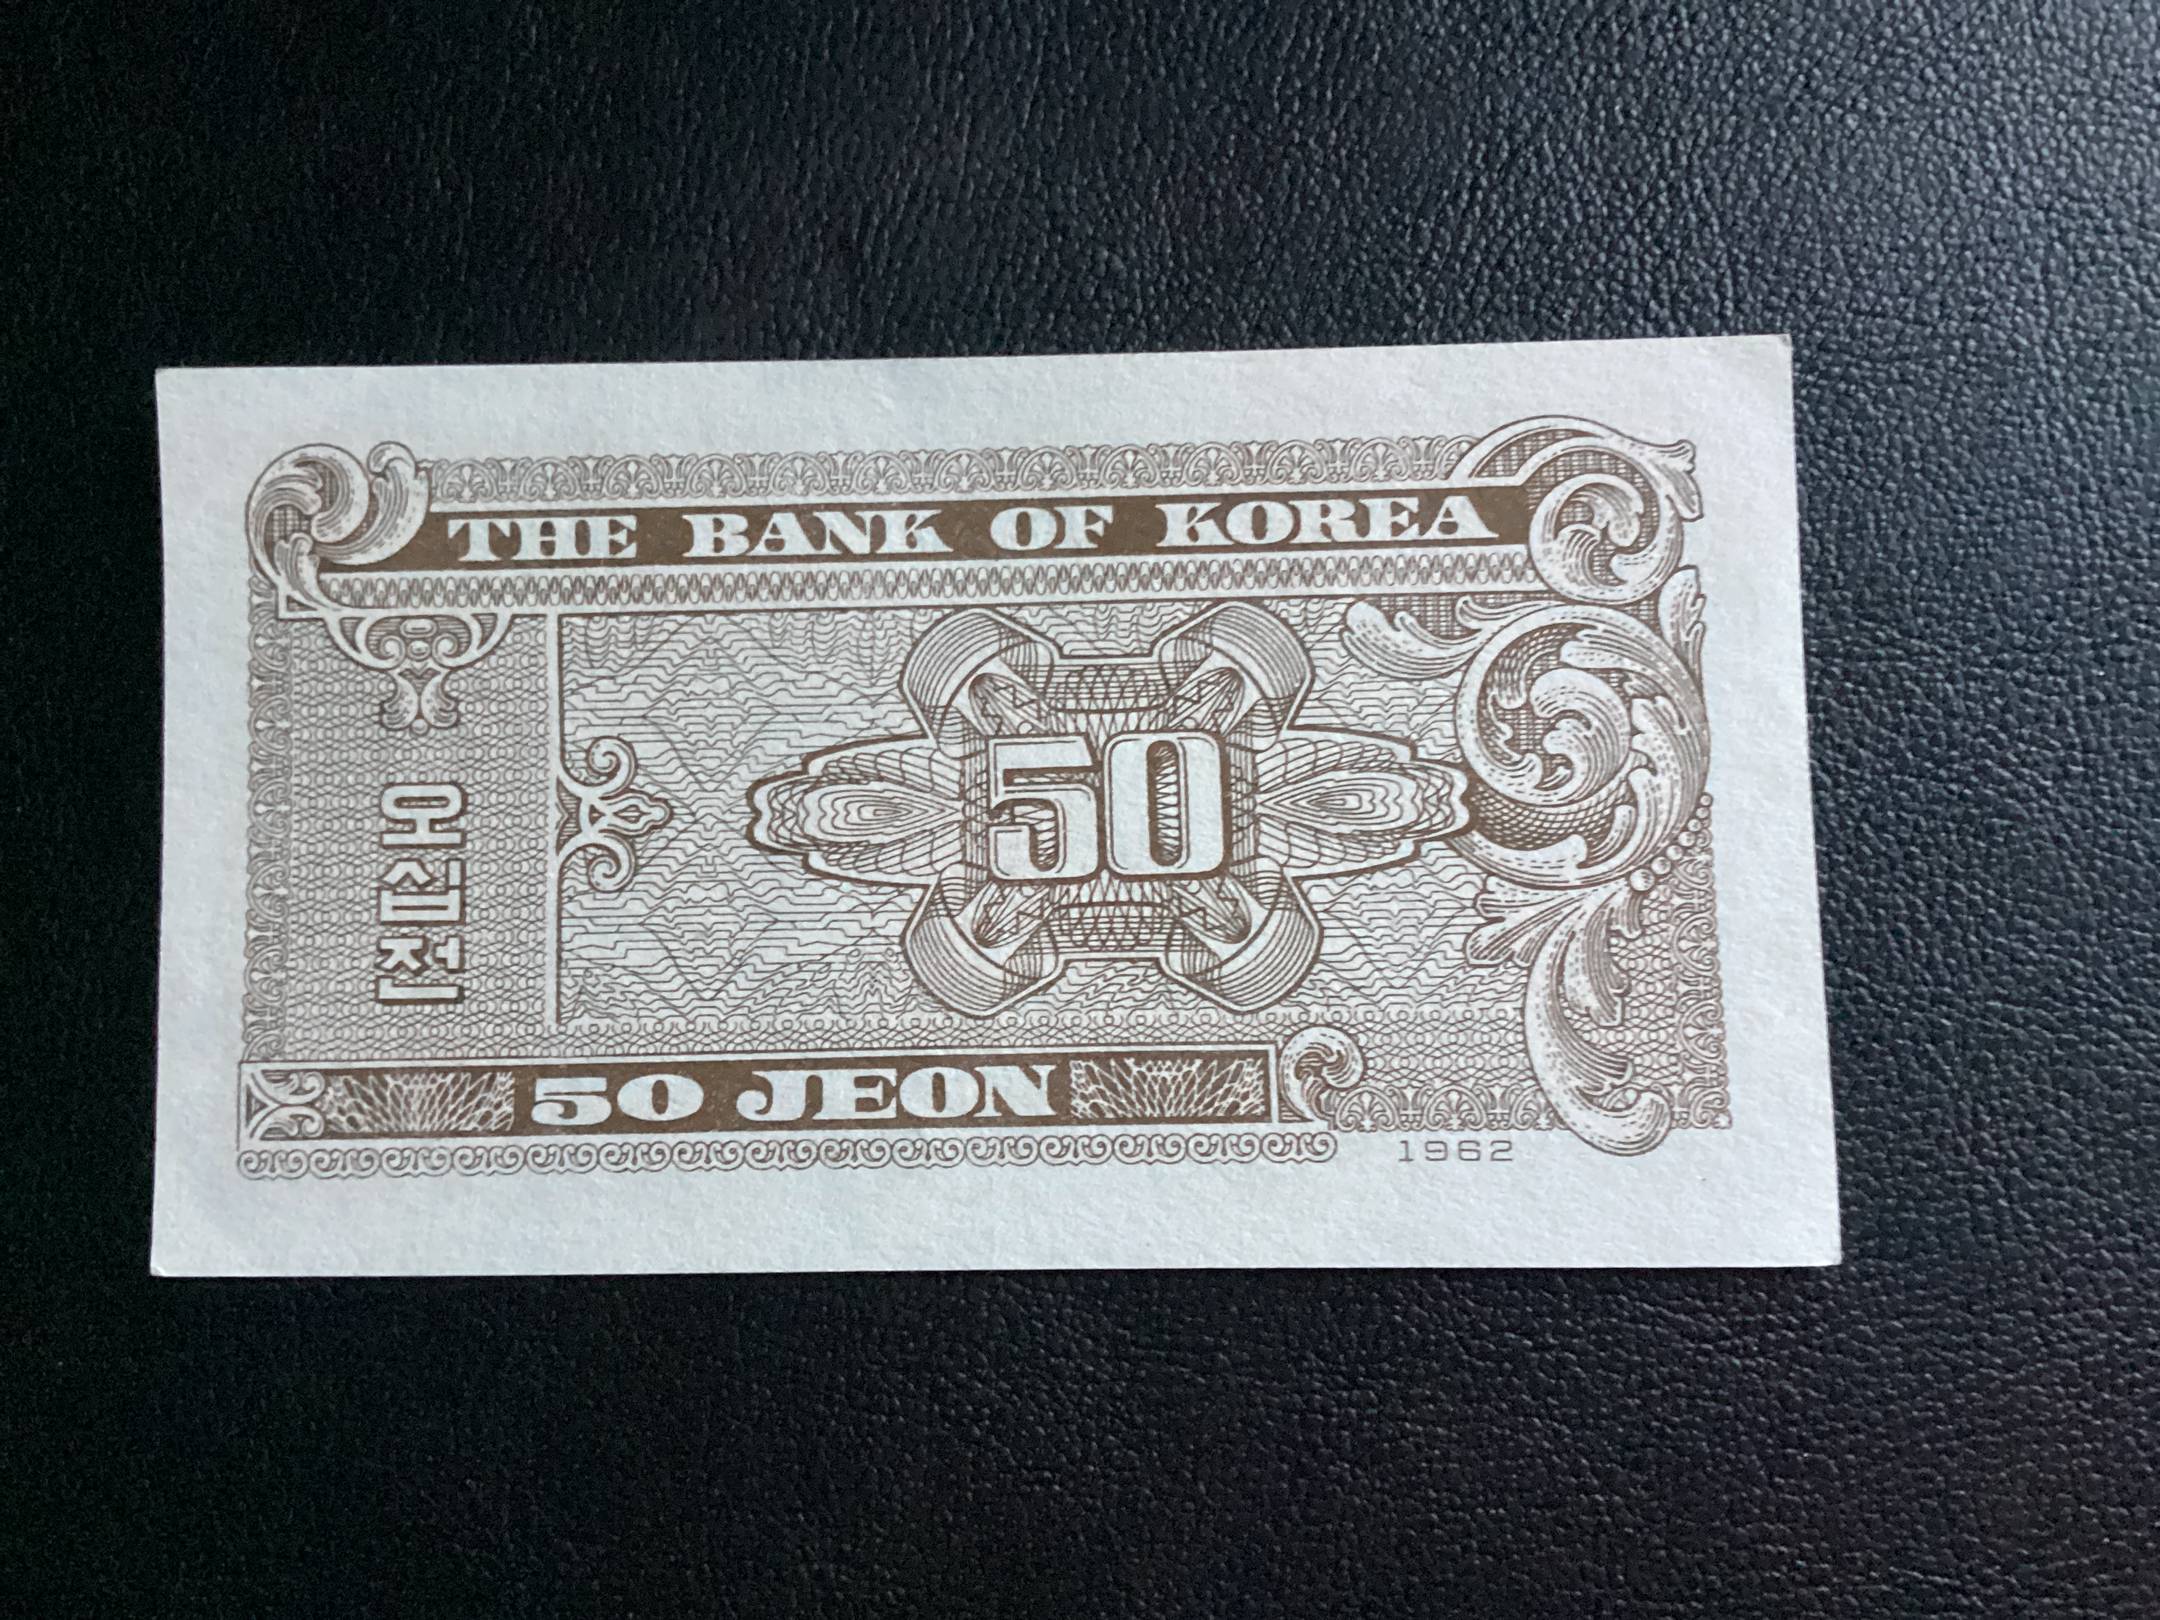 THE BANK OF KOREA
오십전
50
50 JEON
1962